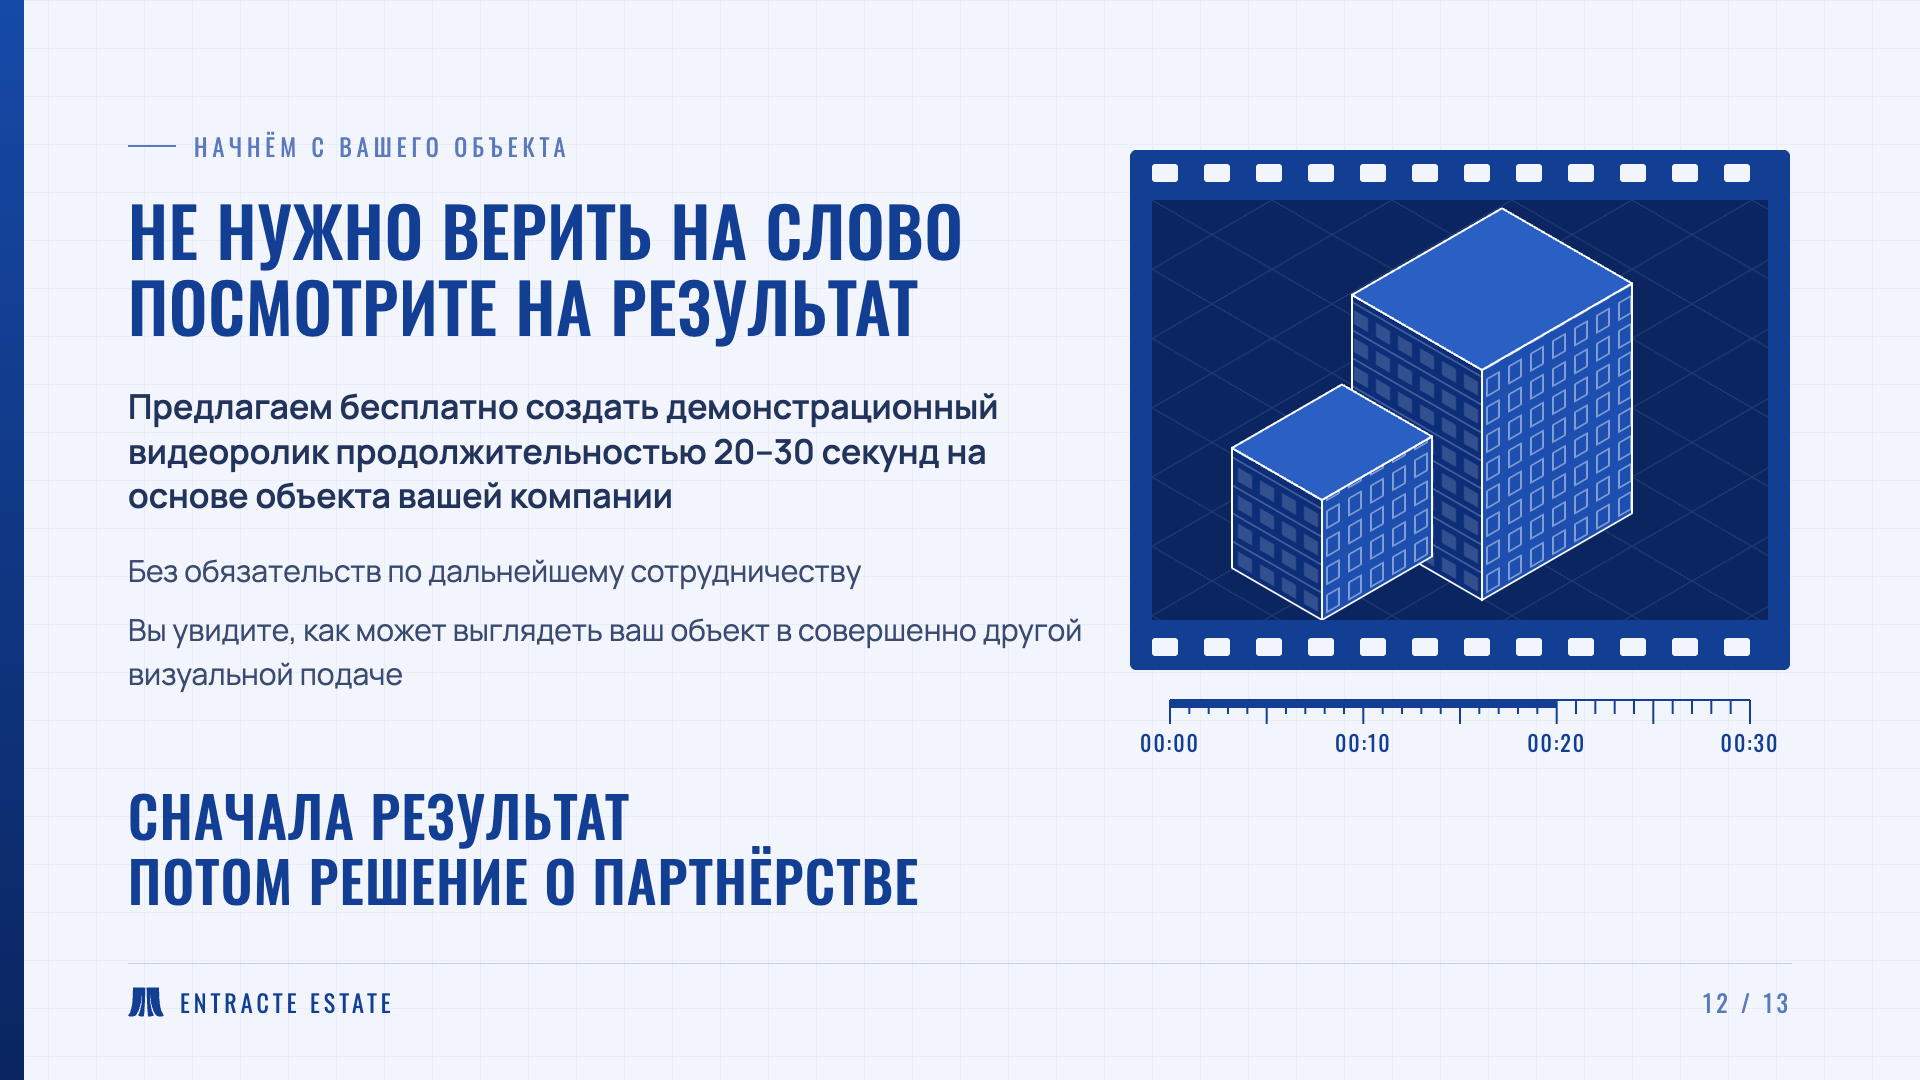 НАЧНЁМ С ВАШЕГО ОБЪЕКТА
НЕ НУЖНО ВЕРИТЬ НА СЛОВО
ПОСМОТРИТЕ НА РЕЗУЛЬТАТ
Предлагаем бесплатно создать демонстрационный
видеоролик продолжительностью 20–30 секунд на
основе объекта вашей компании
Без обязательств по дальнейшему сотрудничеству
Вы увидите, как может выглядеть ваш объект в совершенно другой
визуальной подаче
00:00 00:10 00:20 00:30
СНАЧАЛА РЕЗУЛЬТАТ
ПОТОМ РЕШЕНИЕ О ПАРТНЁРСТВЕ
ENTRACTE ESTATE
12 / 13